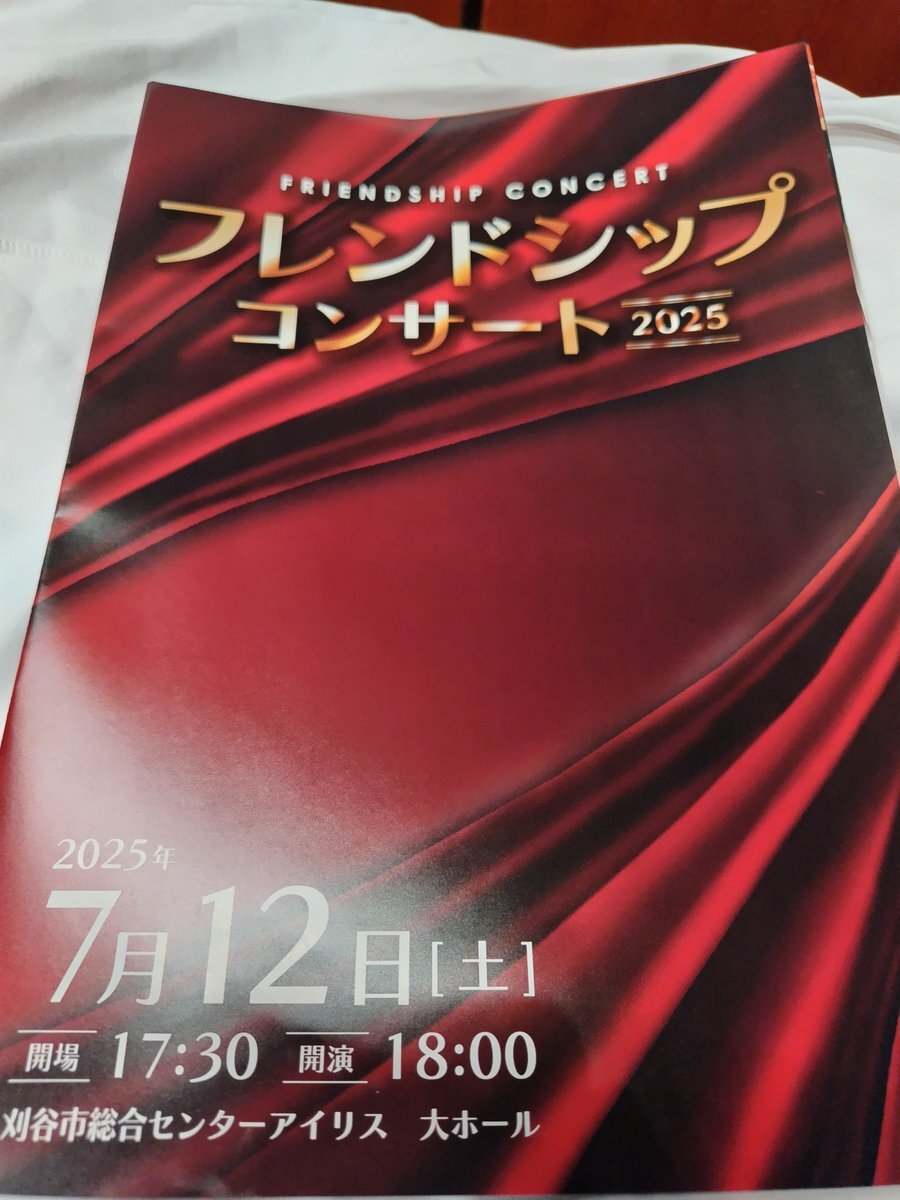 FRIENDSHIP CONCERT
フレンドシップ
コンサート 2025
2025年
7月12日[土]
開場 17:30 開演 18:00
刈谷市総合センターアイリス 大ホール